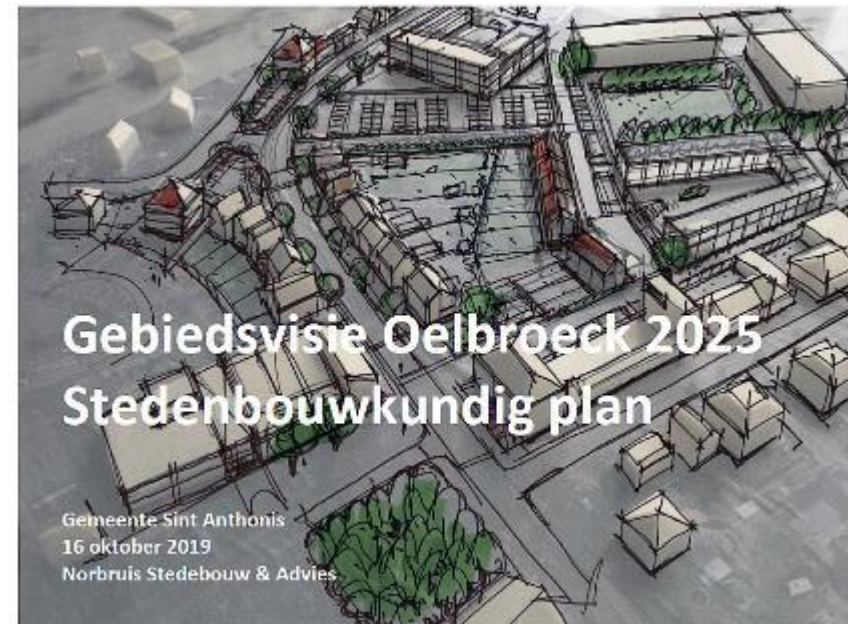 Gebiedsvisie Oelbroeck 2025
Stedenbouwkundig plan
Gemeente Sint Anthonis
16 oktober 2019
Norbruis Stedebouw & Advies